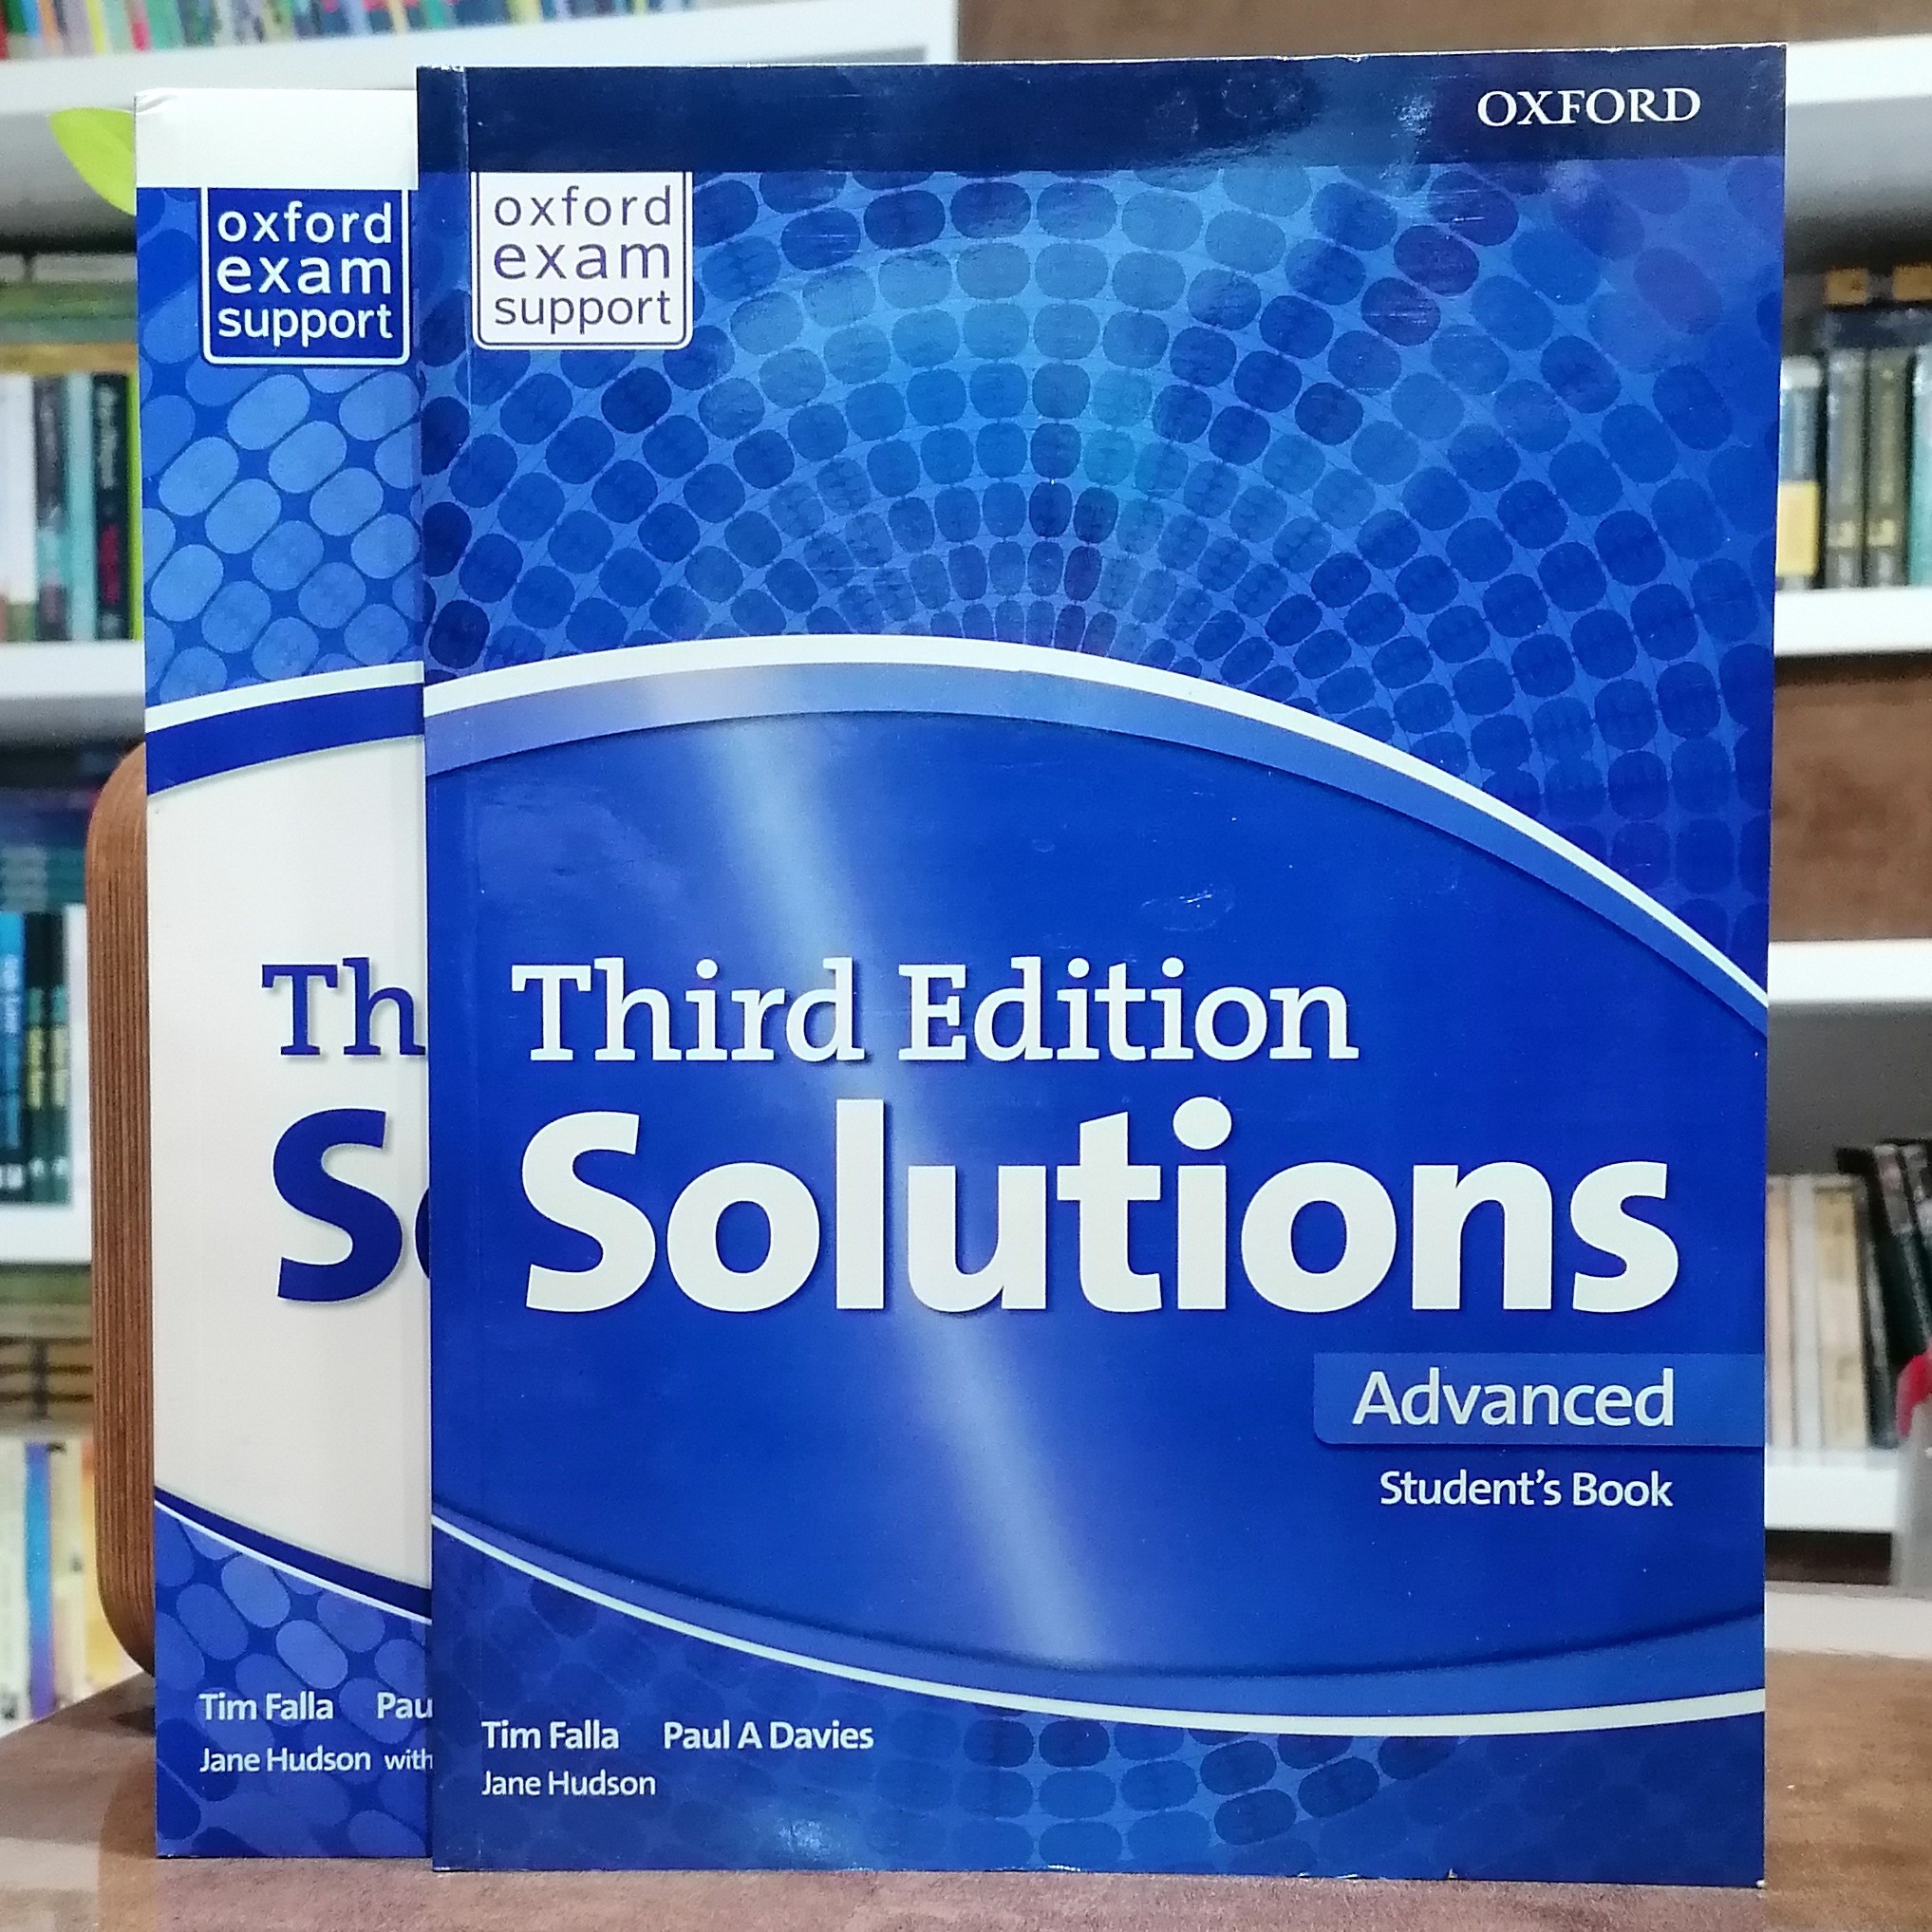 OXFORD
oxford
exam
support
Third Edition
Solutions
Advanced
Student's Book
Tim Falla Paul A Davies
Jane Hudson
oxford
exam
support
Th
S
Tim Falla Pau
Jane Hudson with